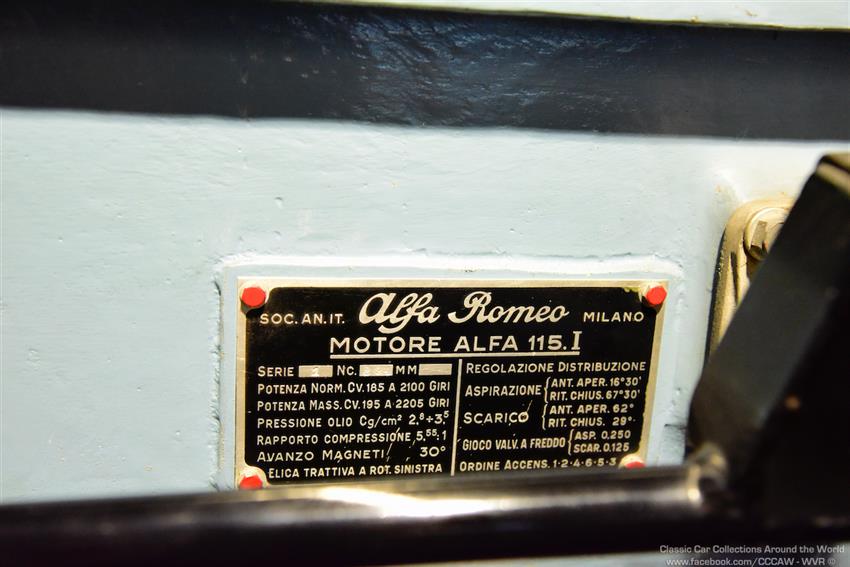 SOC. AN. IT. Alfa Romeo MILANO
MOTORE ALFA 115.I
SERIE NC. MM
POTENZA NORM. CV. 185 A 2100 GIRI
POTENZA MASS. CV. 195 A 2205 GIRI
PRESSIONE OLIO Cg/cm² 2,⁸÷3,⁵
RAPPORTO COMPRESSIONE 5,⁵⁵.1
AVANZO MAGNETI 30°
ELICA TRATTIVA A ROT. SINISTRA
REGOLAZIONE DISTRIBUZIONE
ASPIRAZIONE { ANT. APER. 16°30'
RIT. CHIUS. 67°30'
SCARICO { ANT. APER. 62°
RIT. CHIUS. 29°
GIOCO VALV. A FREDDO { ASP. 0,250
SCAR. 0.125
ORDINE ACCENS. 1-2-4-6-5-3
Classic Car Collections Around the World
www.facebook.com/CCCAW - WVR ©